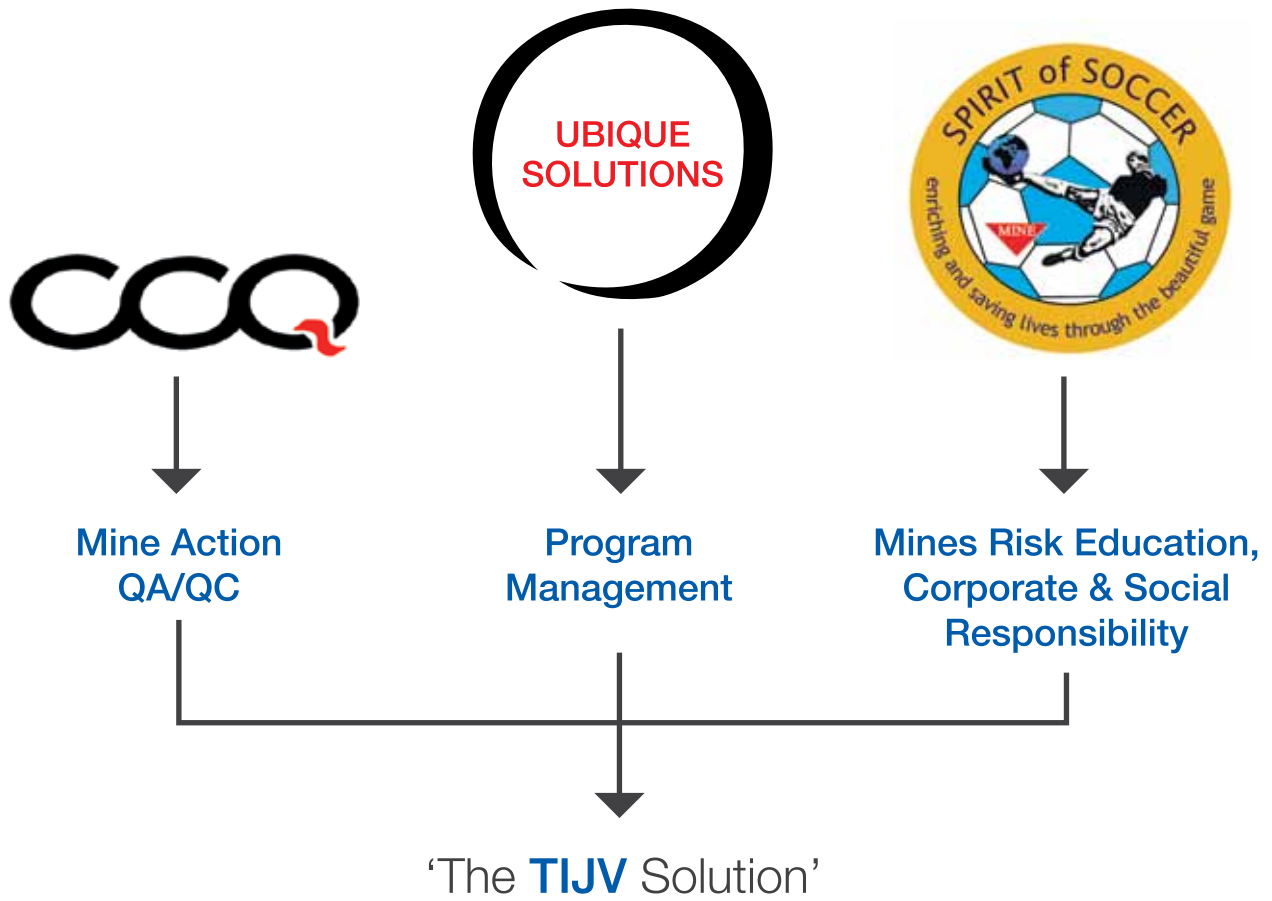 CCQ
UBIQUE
SOLUTIONS
SPIRIT of SOCCER
enriching and saving lives through the beautiful game
MINE
Mine Action
QA/QC
Program
Management
Mines Risk Education,
Corporate & Social
Responsibility
‘The TIJV Solution’